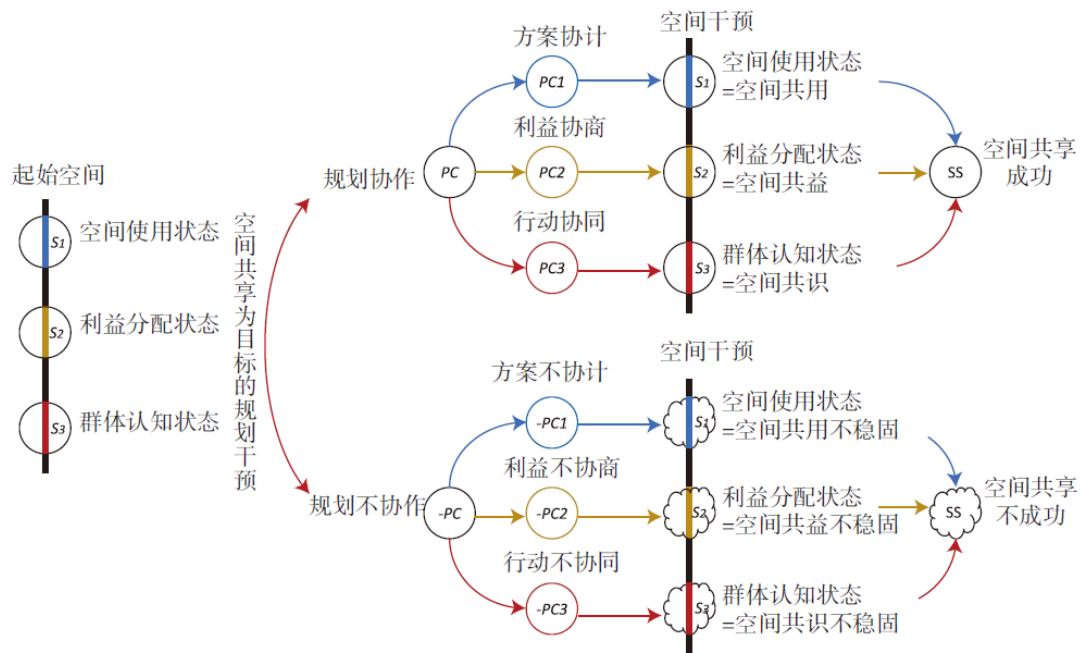 起始空间
S1
空间使用状态
S2
利益分配状态
S3
群体认知状态
空间共享为目标的规划干预
规划协作
PC
方案协计
PC1
利益协商
PC2
行动协同
PC3
空间干预
S1
空间使用状态
=空间共用
S2
利益分配状态
=空间共益
S3
群体认知状态
=空间共识
SS
空间共享
成功
规划不协作
-PC
方案不协计
-PC1
利益不协商
-PC2
行动不协同
-PC3
空间干预
S1
空间使用状态
=空间共用不稳固
S2
利益分配状态
=空间共益不稳固
S3
群体认知状态
=空间共识不稳固
SS
空间共享
不成功